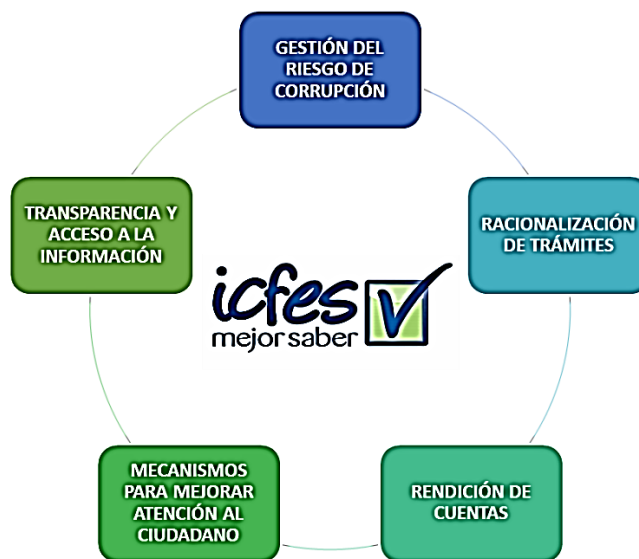 GESTIÓN DEL
RIESGO DE
CORRUPCIÓN
RACIONALIZACIÓN
DE TRÁMITES
RENDICIÓN DE
CUENTAS
MECANISMOS
PARA MEJORAR
ATENCIÓN AL
CIUDADANO
TRANSPARENCIA Y
ACCESO A LA
INFORMACIÓN
icfes
mejor saber